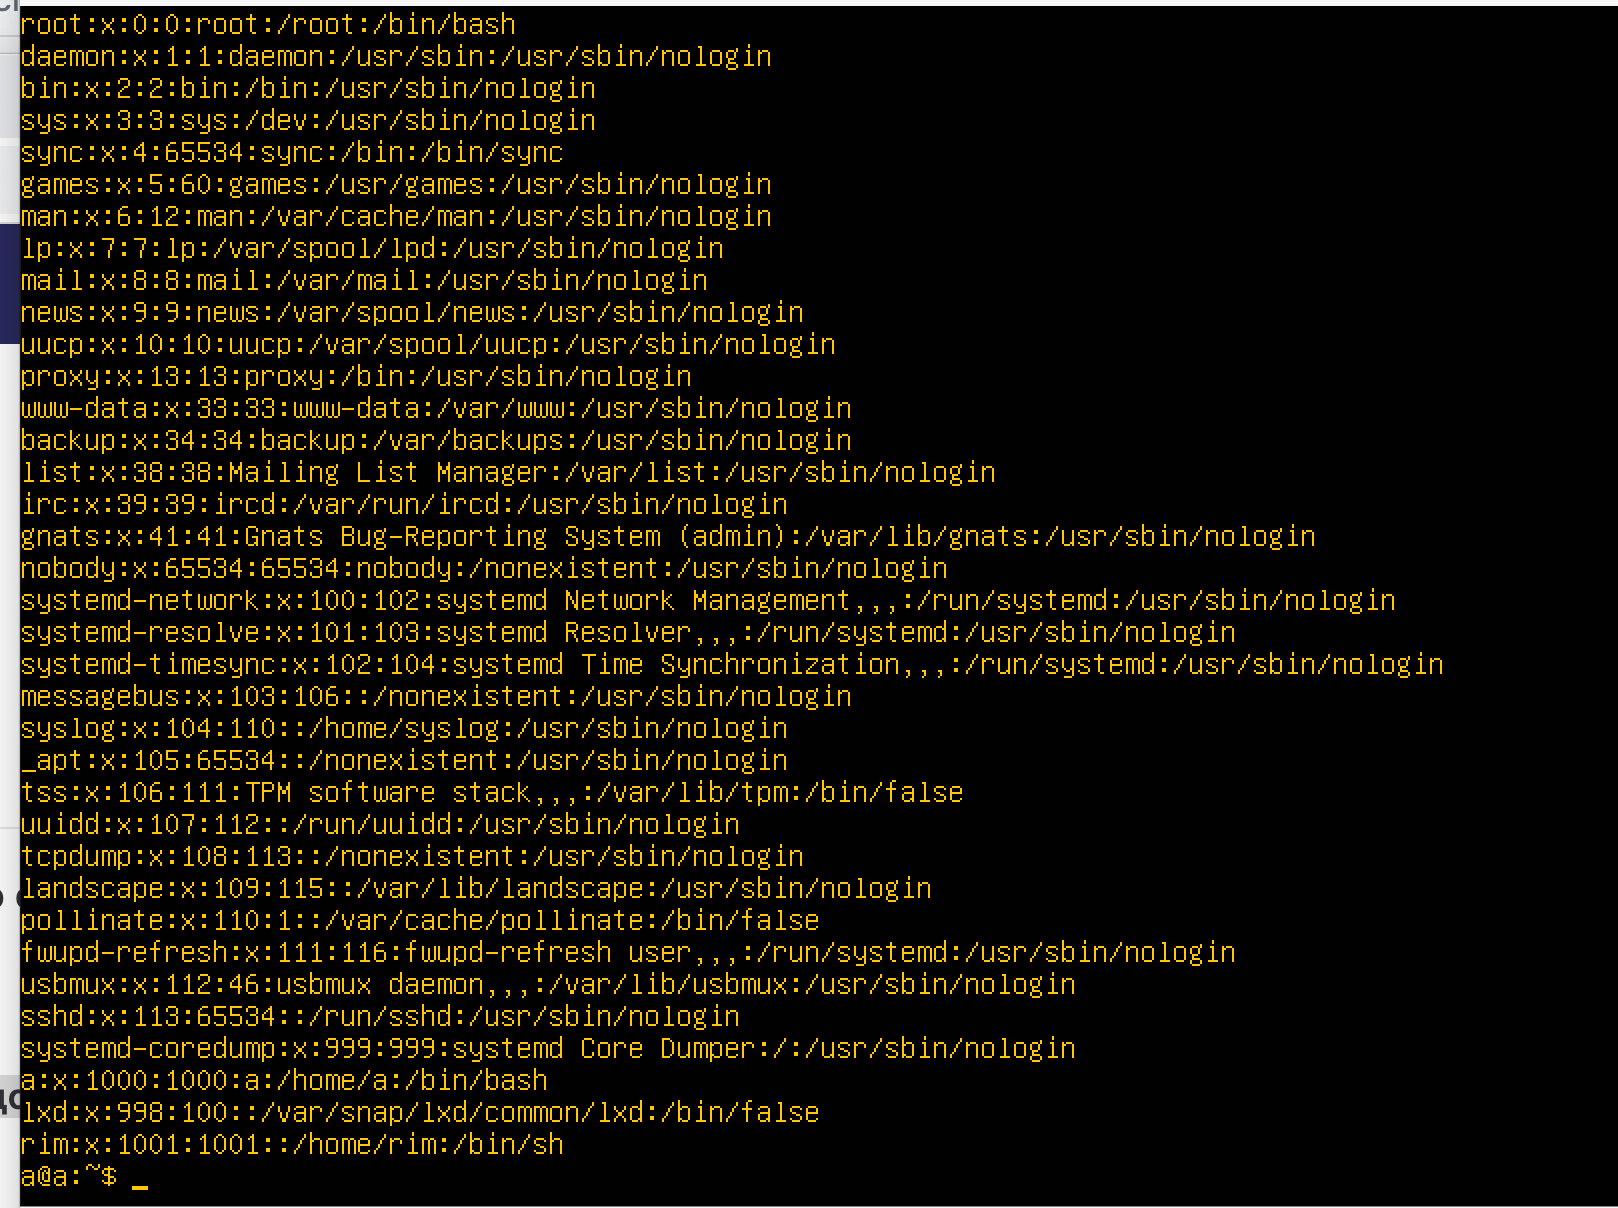 root:x:0:0:root:/root:/bin/bash
daemon:x:1:1:daemon:/usr/sbin:/usr/sbin/nologin
bin:x:2:2:bin:/bin:/usr/sbin/nologin
sys:x:3:3:sys:/dev:/usr/sbin/nologin
sync:x:4:65534:sync:/bin:/bin/sync
games:x:5:60:games:/usr/games:/usr/sbin/nologin
man:x:6:12:man:/var/cache/man:/usr/sbin/nologin
lp:x:7:7:lp:/var/spool/lpd:/usr/sbin/nologin
mail:x:8:8:mail:/var/mail:/usr/sbin/nologin
news:x:9:9:news:/var/spool/news:/usr/sbin/nologin
uucp:x:10:10:uucp:/var/spool/uucp:/usr/sbin/nologin
proxy:x:13:13:proxy:/bin:/usr/sbin/nologin
www-data:x:33:33:www-data:/var/www:/usr/sbin/nologin
backup:x:34:34:backup:/var/backups:/usr/sbin/nologin
list:x:38:38:Mailing List Manager:/var/list:/usr/sbin/nologin
irc:x:39:39:ircd:/var/run/ircd:/usr/sbin/nologin
gnats:x:41:41:Gnats Bug-Reporting System (admin):/var/lib/gnats:/usr/sbin/nologin
nobody:x:65534:65534:nobody:/nonexistent:/usr/sbin/nologin
systemd-network:x:100:102:systemd Network Management,,,:/run/systemd:/usr/sbin/nologin
systemd-resolve:x:101:103:systemd Resolver,,,:/run/systemd:/usr/sbin/nologin
systemd-timesync:x:102:104:systemd Time Synchronization,,,:/run/systemd:/usr/sbin/nologin
messagebus:x:103:106::/nonexistent:/usr/sbin/nologin
syslog:x:104:110::/home/syslog:/usr/sbin/nologin
_apt:x:105:65534::/nonexistent:/usr/sbin/nologin
tss:x:106:111:TPM software stack,,,:/var/lib/tpm:/bin/false
uuidd:x:107:112::/run/uuidd:/usr/sbin/nologin
tcpdump:x:108:113::/nonexistent:/usr/sbin/nologin
landscape:x:109:115::/var/lib/landscape:/usr/sbin/nologin
pollinate:x:110:1::/var/cache/pollinate:/bin/false
fwupd-refresh:x:111:116:fwupd-refresh user,,,:/run/systemd:/usr/sbin/nologin
usbmux:x:112:46:usbmux daemon,,,:/var/lib/usbmux:/usr/sbin/nologin
sshd:x:113:65534::/run/sshd:/usr/sbin/nologin
systemd-coredump:x:999:999:systemd Core Dumper:/:/usr/sbin/nologin
a:x:1000:1000:a:/home/a:/bin/bash
lxd:x:998:100::/var/snap/lxd/common/lxd:/bin/false
rim:x:1001:1001::/home/rim:/bin/sh
a@a:~$ _